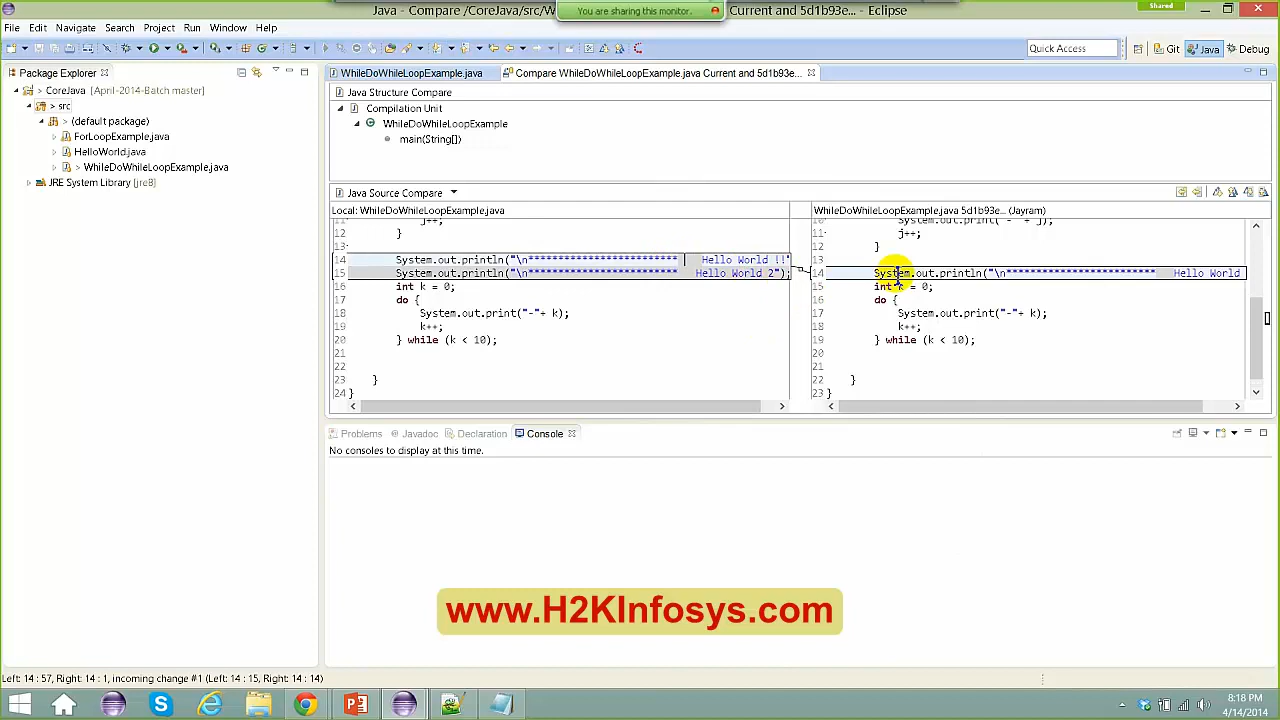 Java - Compare /CoreJava/src/W
You are sharing this monitor.
Current and 5d1b93e... - Eclipse
Shared
File Edit Navigate Search Project Run Window Help
Quick Access
Git Java Debug
Package Explorer
WhileDoWhileLoopExample.java
Compare WhileDoWhileLoopExample.java Current and 5d1b93e...
CoreJava [April-2014-Batch master]
> src
> (default package)
ForLoopExample.java
HelloWorld.java
> WhileDoWhileLoopExample.java
JRE System Library [jre8]
Java Structure Compare
Compilation Unit
WhileDoWhileLoopExample
main(String[])
Java Source Compare
Local: WhileDoWhileLoopExample.java
11 j++;
12 }
13
14 System.out.println("\n************************* Hello World !!"
15 System.out.println("\n************************* Hello World 2");
16 int k = 0;
17 do {
18 System.out.print("-"+ k);
19 k++;
20 } while (k < 10);
21
22
23 }
24 }
WhileDoWhileLoopExample.java 5d1b93e... (Jayram)
10 System.out.print("-" + j);
11 j++;
12 }
13
14 System.out.println("\n************************* Hello World
15 int k = 0;
16 do {
17 System.out.print("-"+ k);
18 k++;
19 } while (k < 10);
20
21
22 }
23 }
Problems @ Javadoc Declaration Console
No consoles to display at this time.
www.H2KInfosys.com
Left: 14 : 57, Right: 14 : 1, incoming change #1 (Left: 14 : 15, Right: 14 : 14)
8:18 PM
4/14/2014